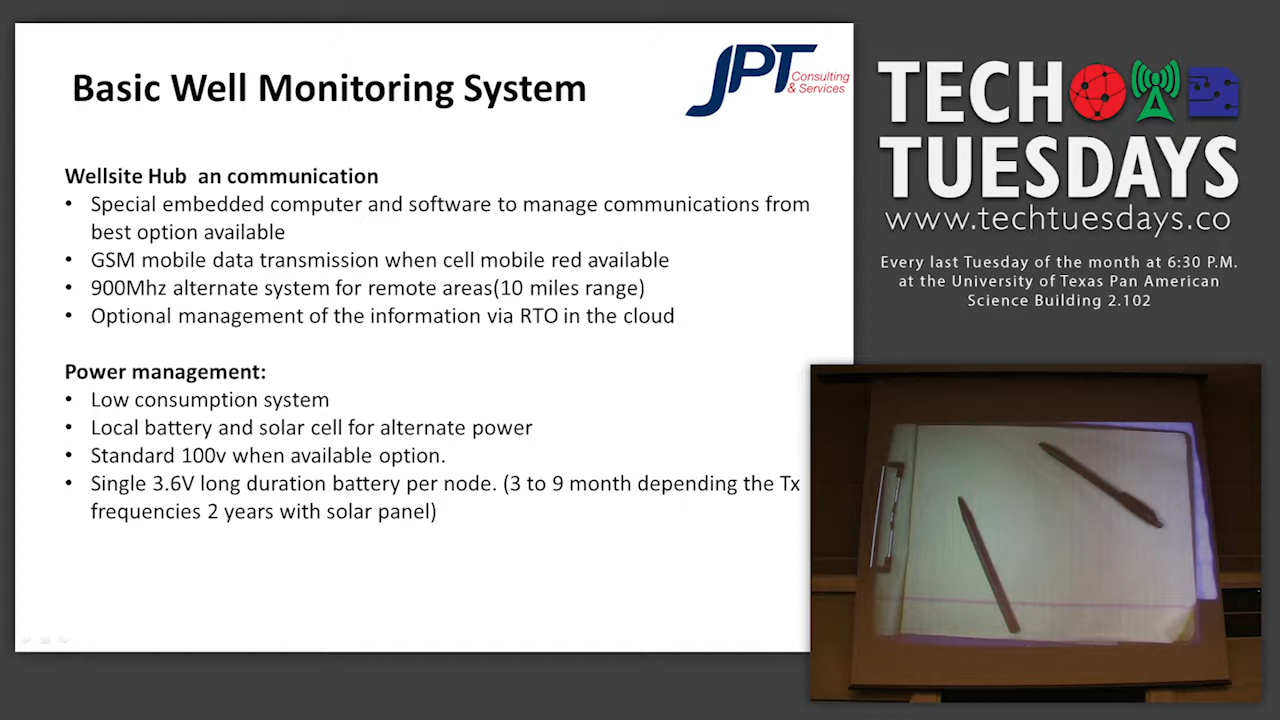 Basic Well Monitoring System
JPT
Consulting
& Services
Wellsite Hub an communication
• Special embedded computer and software to manage communications from
best option available
• GSM mobile data transmission when cell mobile red available
• 900Mhz alternate system for remote areas(10 miles range)
• Optional management of the information via RTO in the cloud
Power management:
• Low consumption system
• Local battery and solar cell for alternate power
• Standard 100v when available option.
• Single 3.6V long duration battery per node. (3 to 9 month depending the Tx
frequencies 2 years with solar panel)
TECH
TUESDAYS
www.techtuesdays.co
Every last Tuesday of the month at 6:30 P.M.
at the University of Texas Pan American
Science Building 2.102